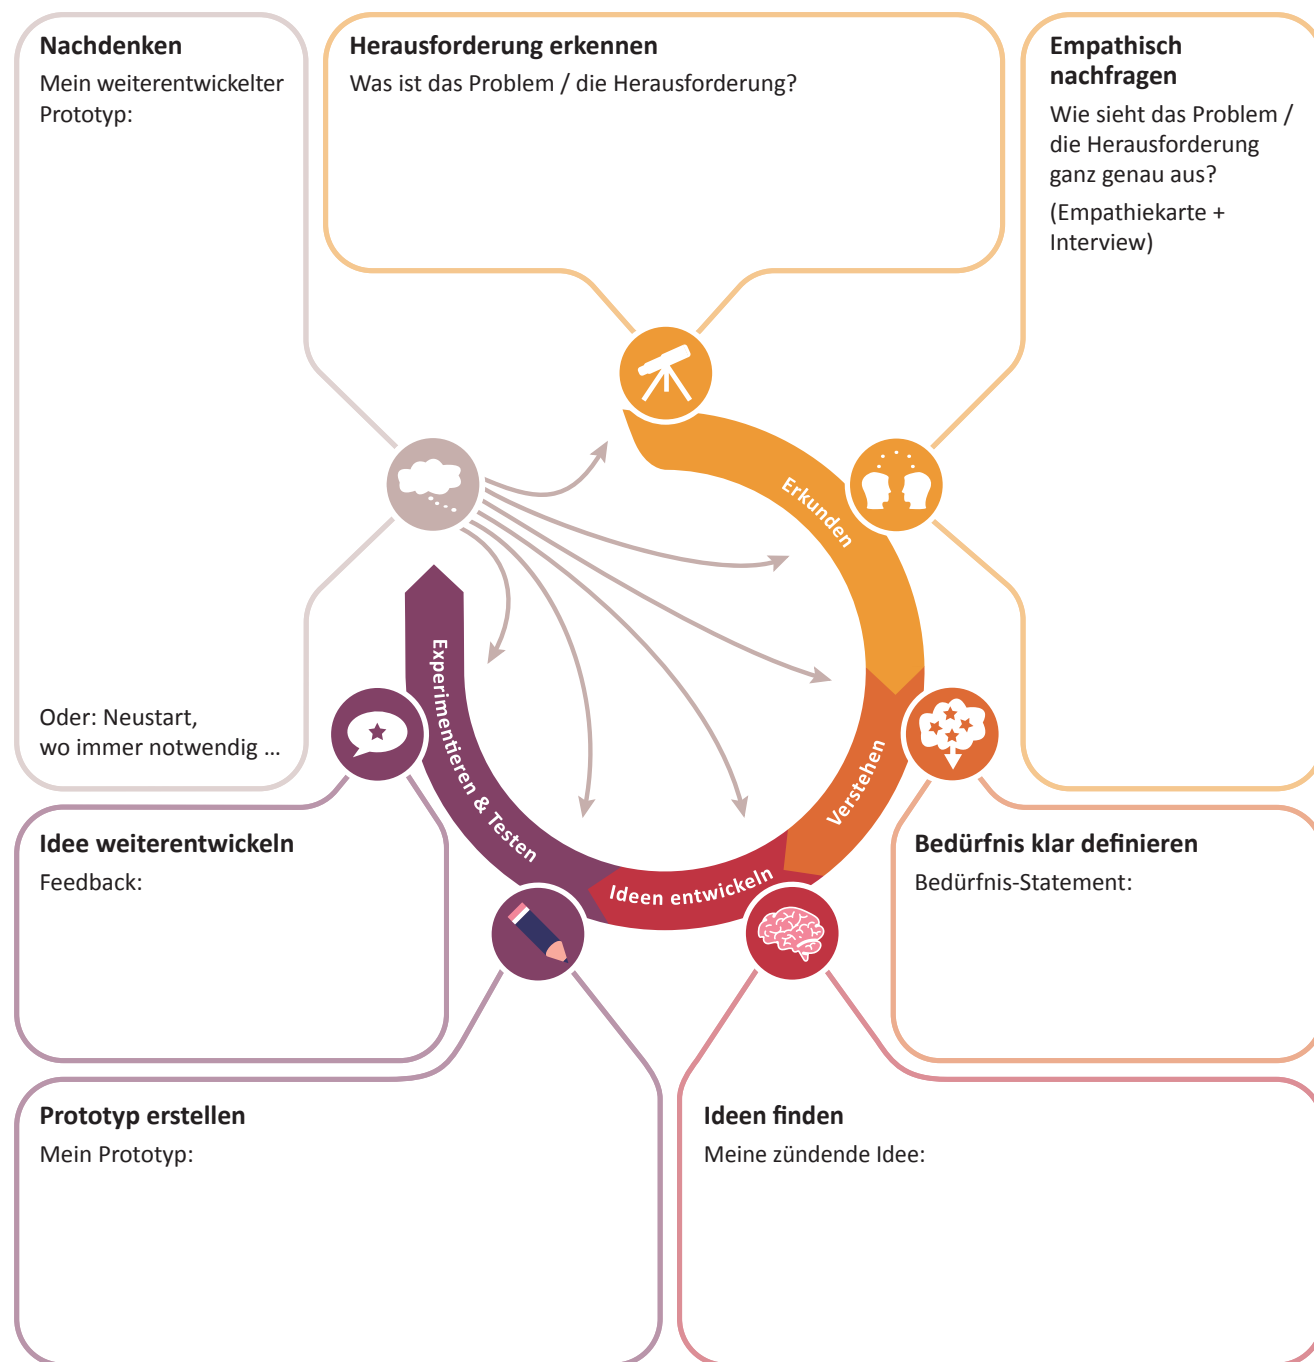 Nachdenken
Mein weiterentwickelter
Prototyp:
Oder: Neustart,
wo immer notwendig ...
Herausforderung erkennen
Was ist das Problem / die Herausforderung?
Empathisch
nachfragen
Wie sieht das Problem /
die Herausforderung
ganz genau aus?
(Empathiekarte +
Interview)
Erkunden
Verstehen
Ideen entwickeln
Experimentieren & Testen
Idee weiterentwickeln
Feedback:
Bedürfnis klar definieren
Bedürfnis-Statement:
Prototyp erstellen
Mein Prototyp:
Ideen finden
Meine zündende Idee: